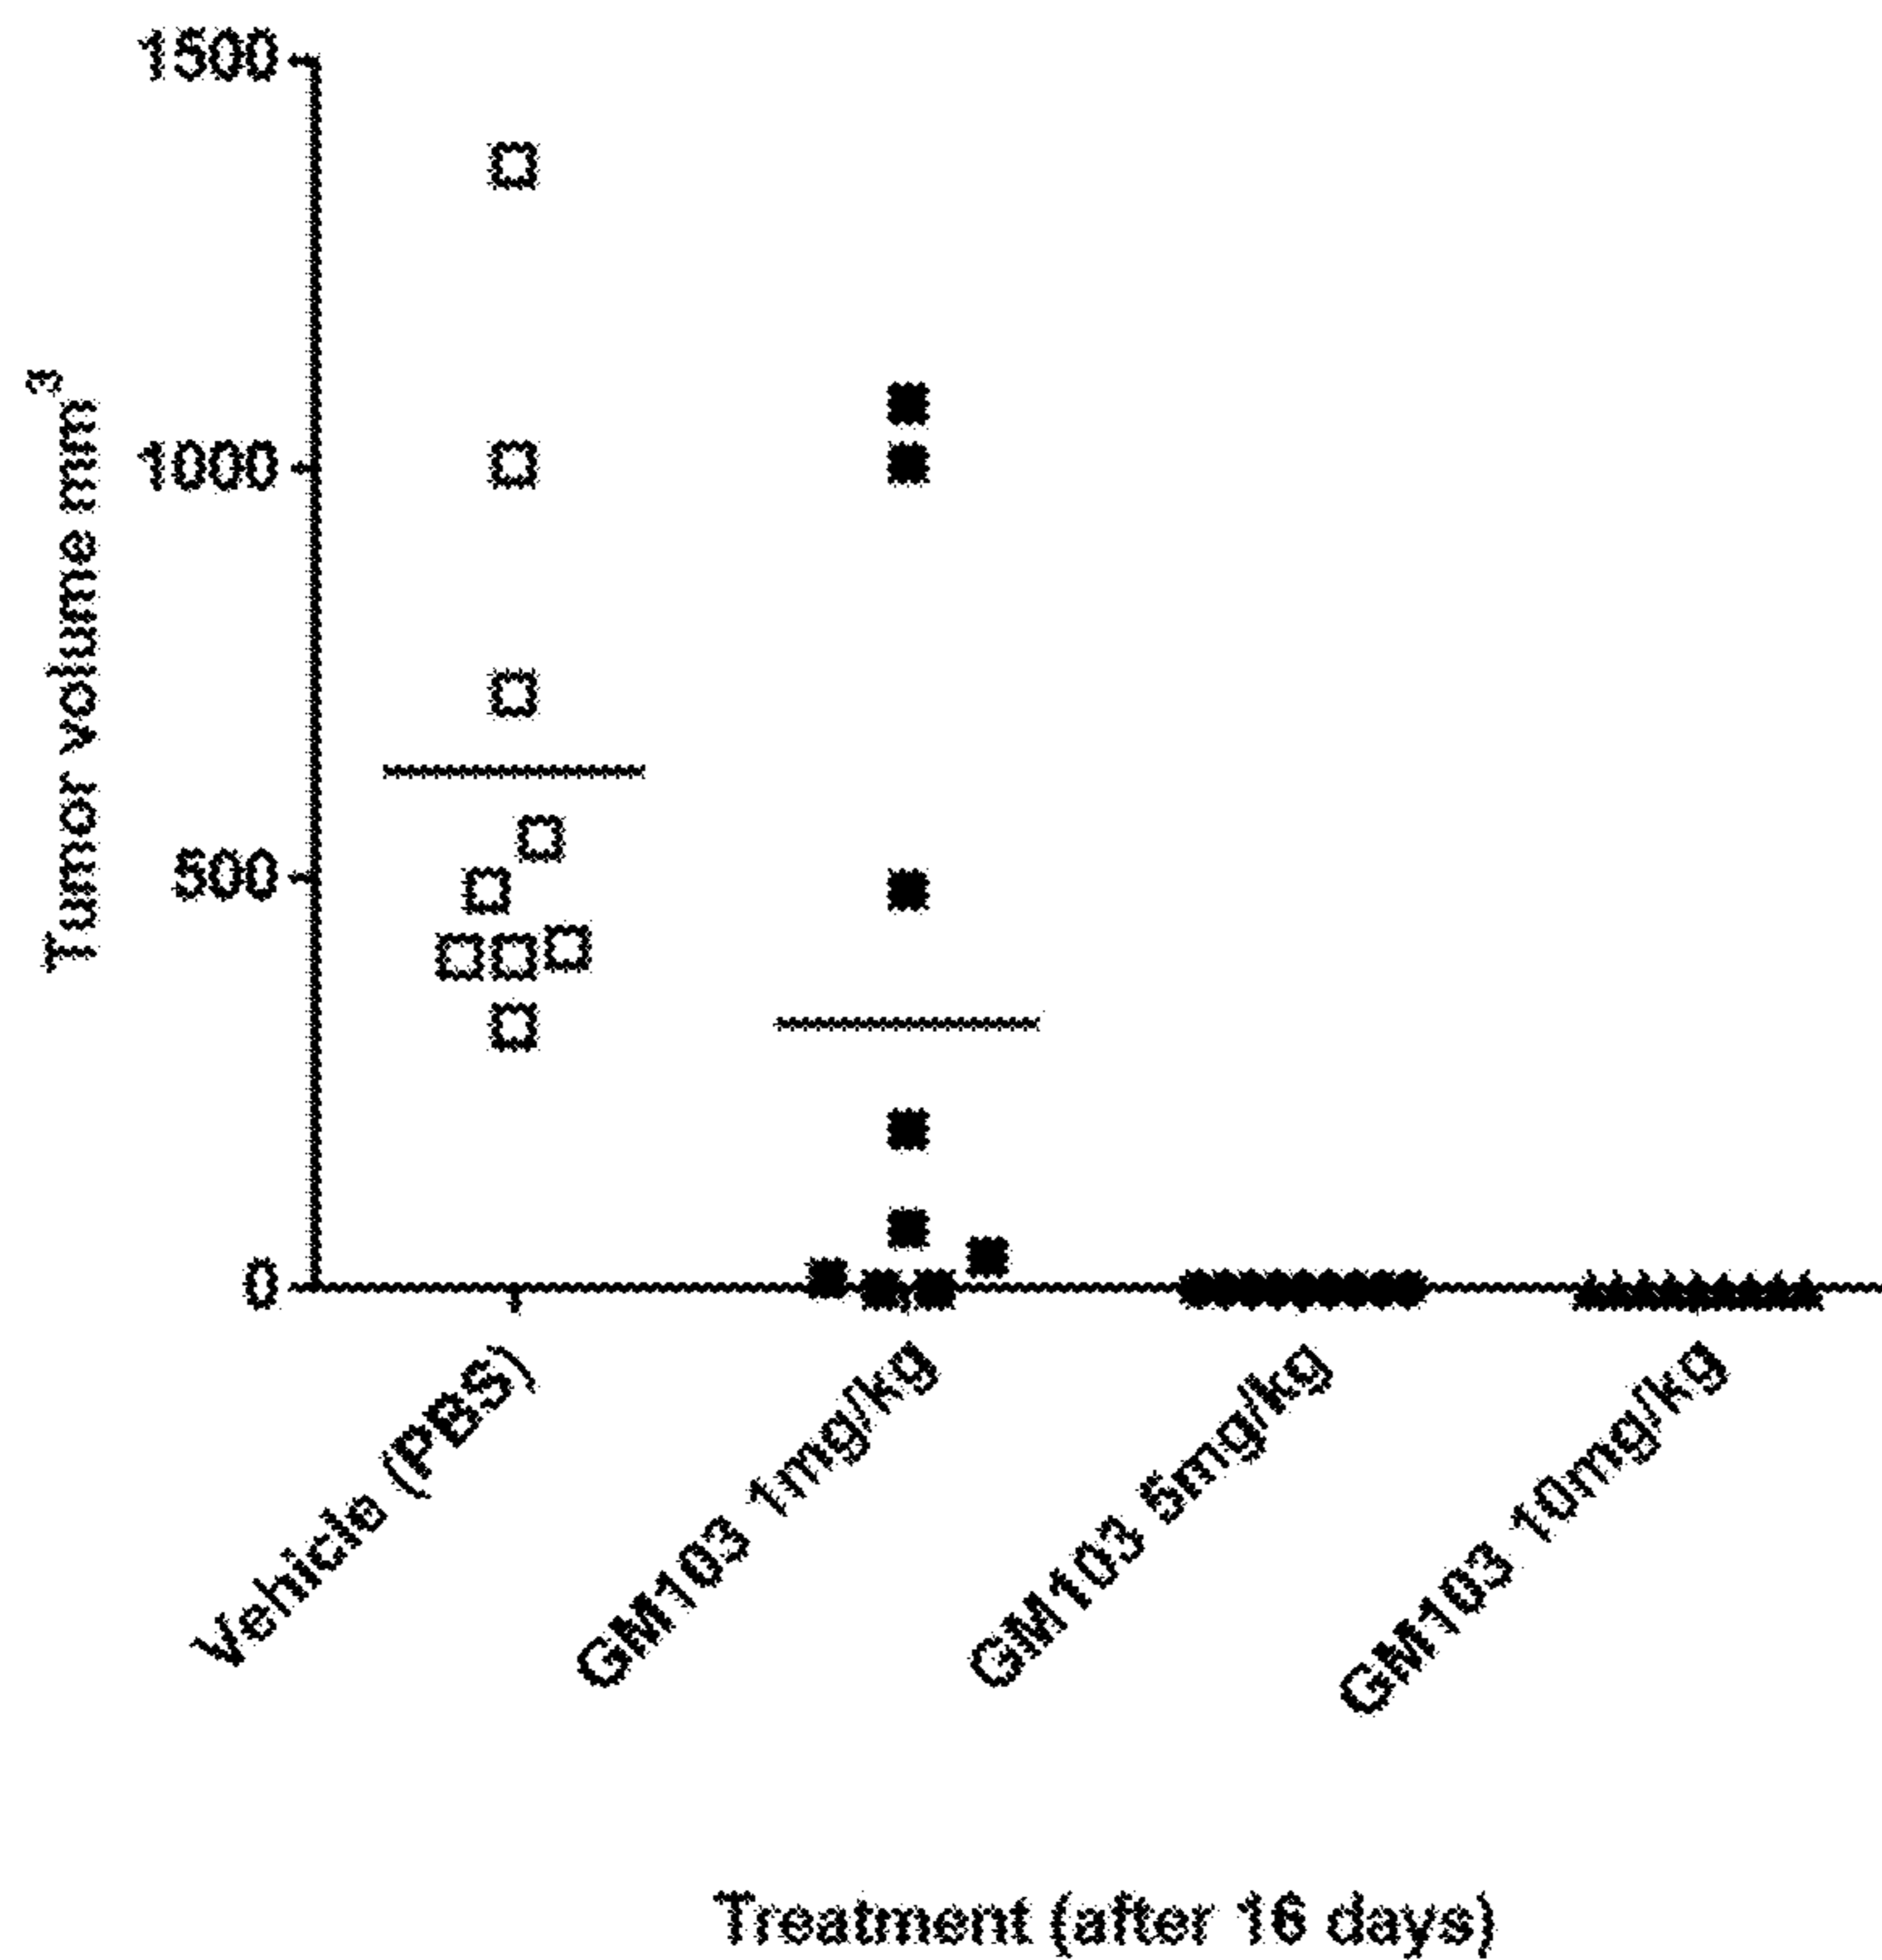 Tumor volume mm³
1500
1000
500
0
Vehicle (PBS)
GM103 1mg/kg
GM103 5mg/kg
GM103 10mg/kg
Treatment (after 16 days)